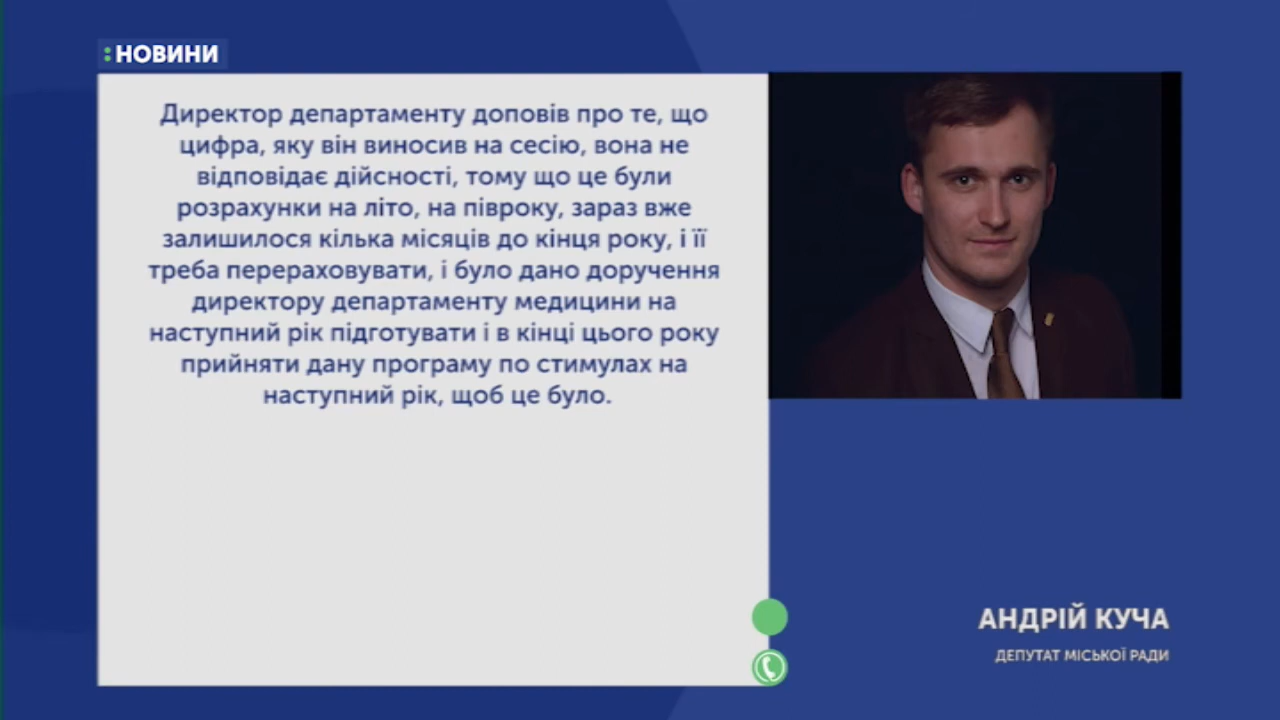 :НОВИНИ
Директор департаменту доповів про те, що
цифра, яку він виносив на сесію, вона не
відповідає дійсності, тому що це були
розрахунки на літо, на півроку, зараз вже
залишилося кілька місяців до кінця року, і її
треба перераховувати, і було дано доручення
директору департаменту медицини на
наступний рік підготувати і в кінці цього року
прийняти дану програму по стимулах на
наступний рік, щоб це було.
АНДРІЙ КУЧА
ДЕПУТАТ МІСЬКОЇ РАДИ